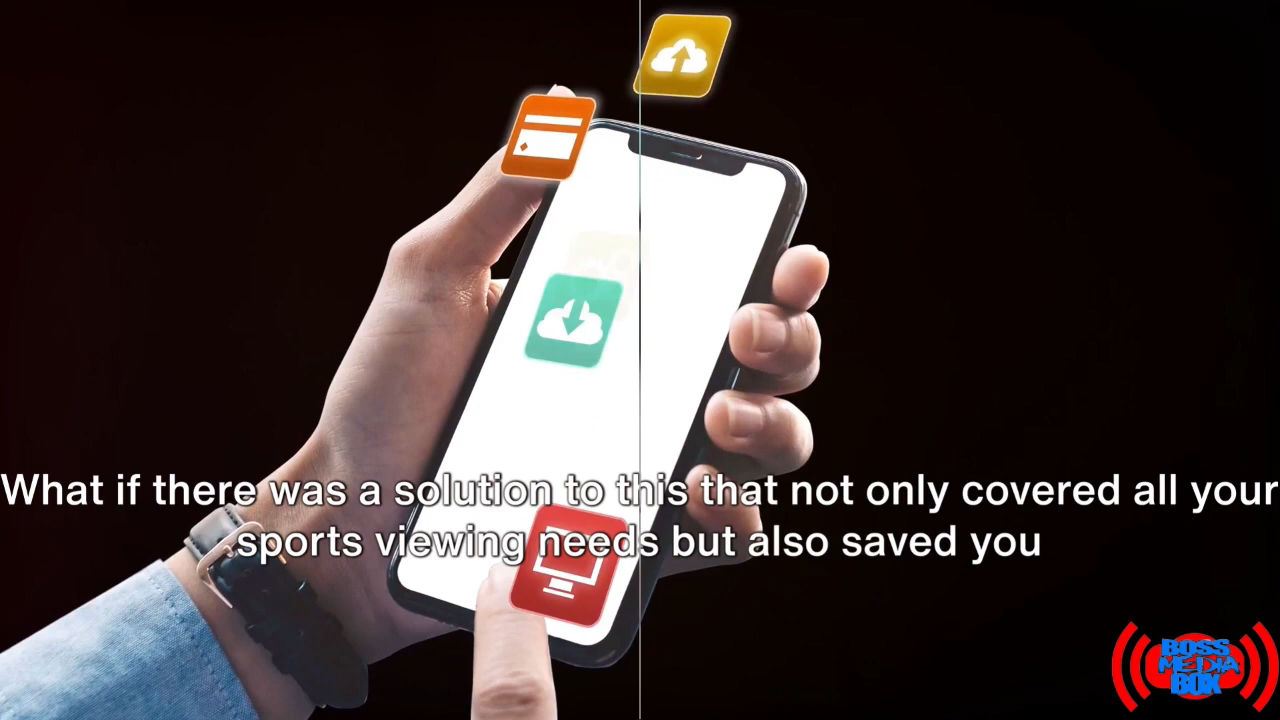 What if there was a solution to this that not only covered all your
sports viewing needs but also saved you
BOSS
MEDIA
BOX